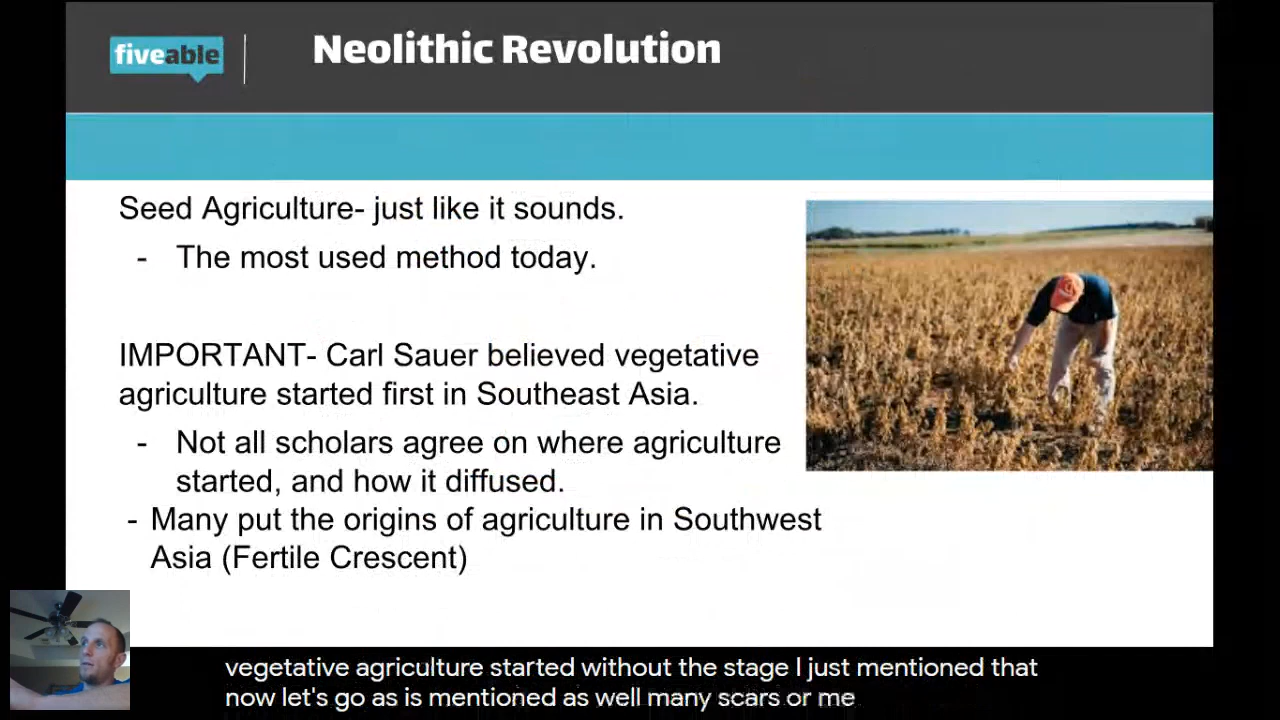 fiveable
Neolithic Revolution
Seed Agriculture- just like it sounds.
- The most used method today.
IMPORTANT- Carl Sauer believed vegetative
agriculture started first in Southeast Asia.
- Not all scholars agree on where agriculture
started, and how it diffused.
- Many put the origins of agriculture in Southwest
Asia (Fertile Crescent)
vegetative agriculture started without the stage I just mentioned that
now let's go as is mentioned as well many scars or me